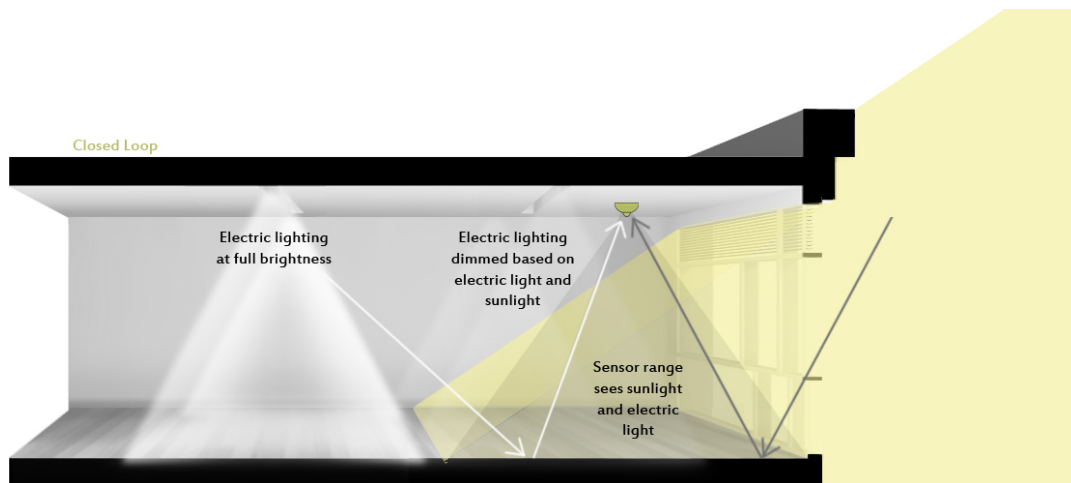 Closed Loop
Electric lighting
at full brightness
Electric lighting
dimmed based on
electric light and
sunlight
Sensor range
sees sunlight
and electric
light